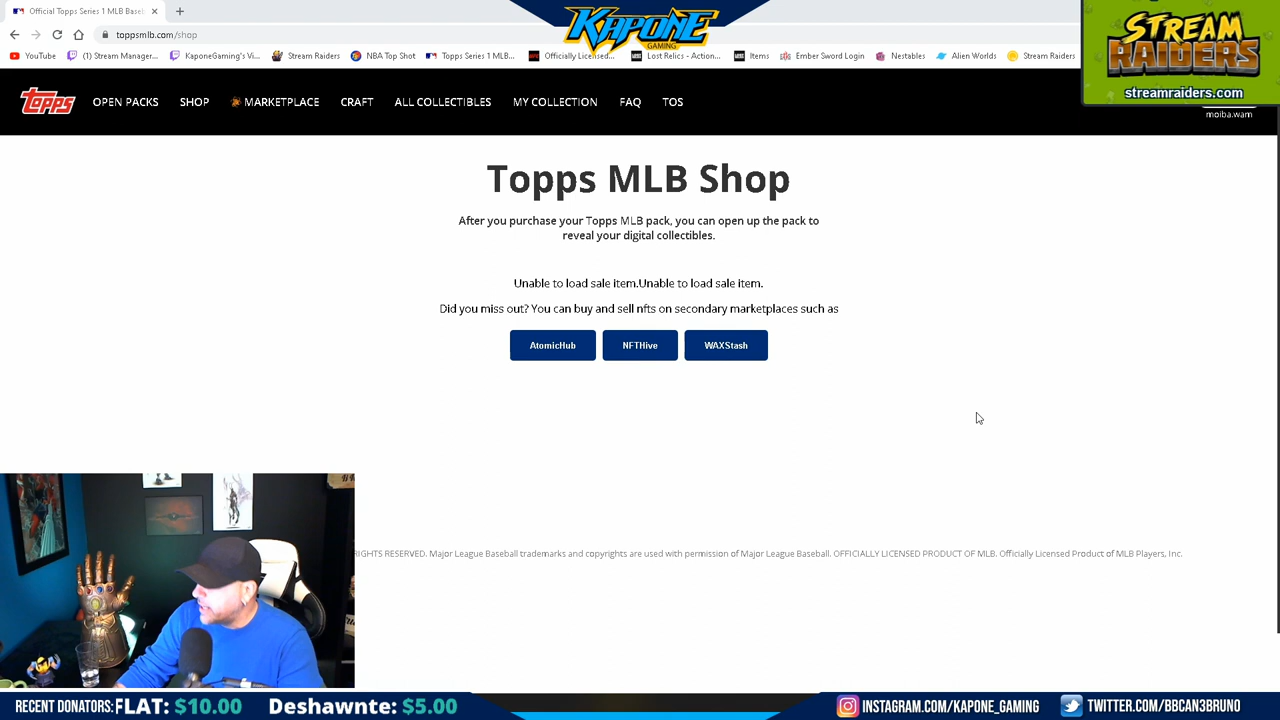 Official Topps Series 1 MLB Baseb
toppsmlb.com/shop
YouTube
(1) Stream Manager...
KaponeGaming's Vi...
Stream Raiders
NBA Top Shot
Topps Series 1 MLB...
Officially Licensed...
Lost Relics - Action...
Items
Ember Sword Login
Nestables
Alien Worlds
Stream Raiders
KAPONE
GAMING
STREAM
RAIDERS
streamraiders.com
topps
OPEN PACKS
SHOP
MARKETPLACE
CRAFT
ALL COLLECTIBLES
MY COLLECTION
FAQ
TOS
moiba.wam
Topps MLB Shop
After you purchase your Topps MLB pack, you can open up the pack to
reveal your digital collectibles.
Unable to load sale item.Unable to load sale item.
Did you miss out? You can buy and sell nfts on secondary marketplaces such as
AtomicHub
NFTHive
WAXStash
RIGHTS RESERVED. Major League Baseball trademarks and copyrights are used with permission of Major League Baseball. OFFICIALLY LICENSED PRODUCT OF MLB. Officially Licensed Product of MLB Players, Inc.
RECENT DONATORS: FLAT: $10.00 Deshawnte: $5.00
INSTAGRAM.COM/KAPONE_GAMING
TWITTER.COM/BBCAN3BRUNO